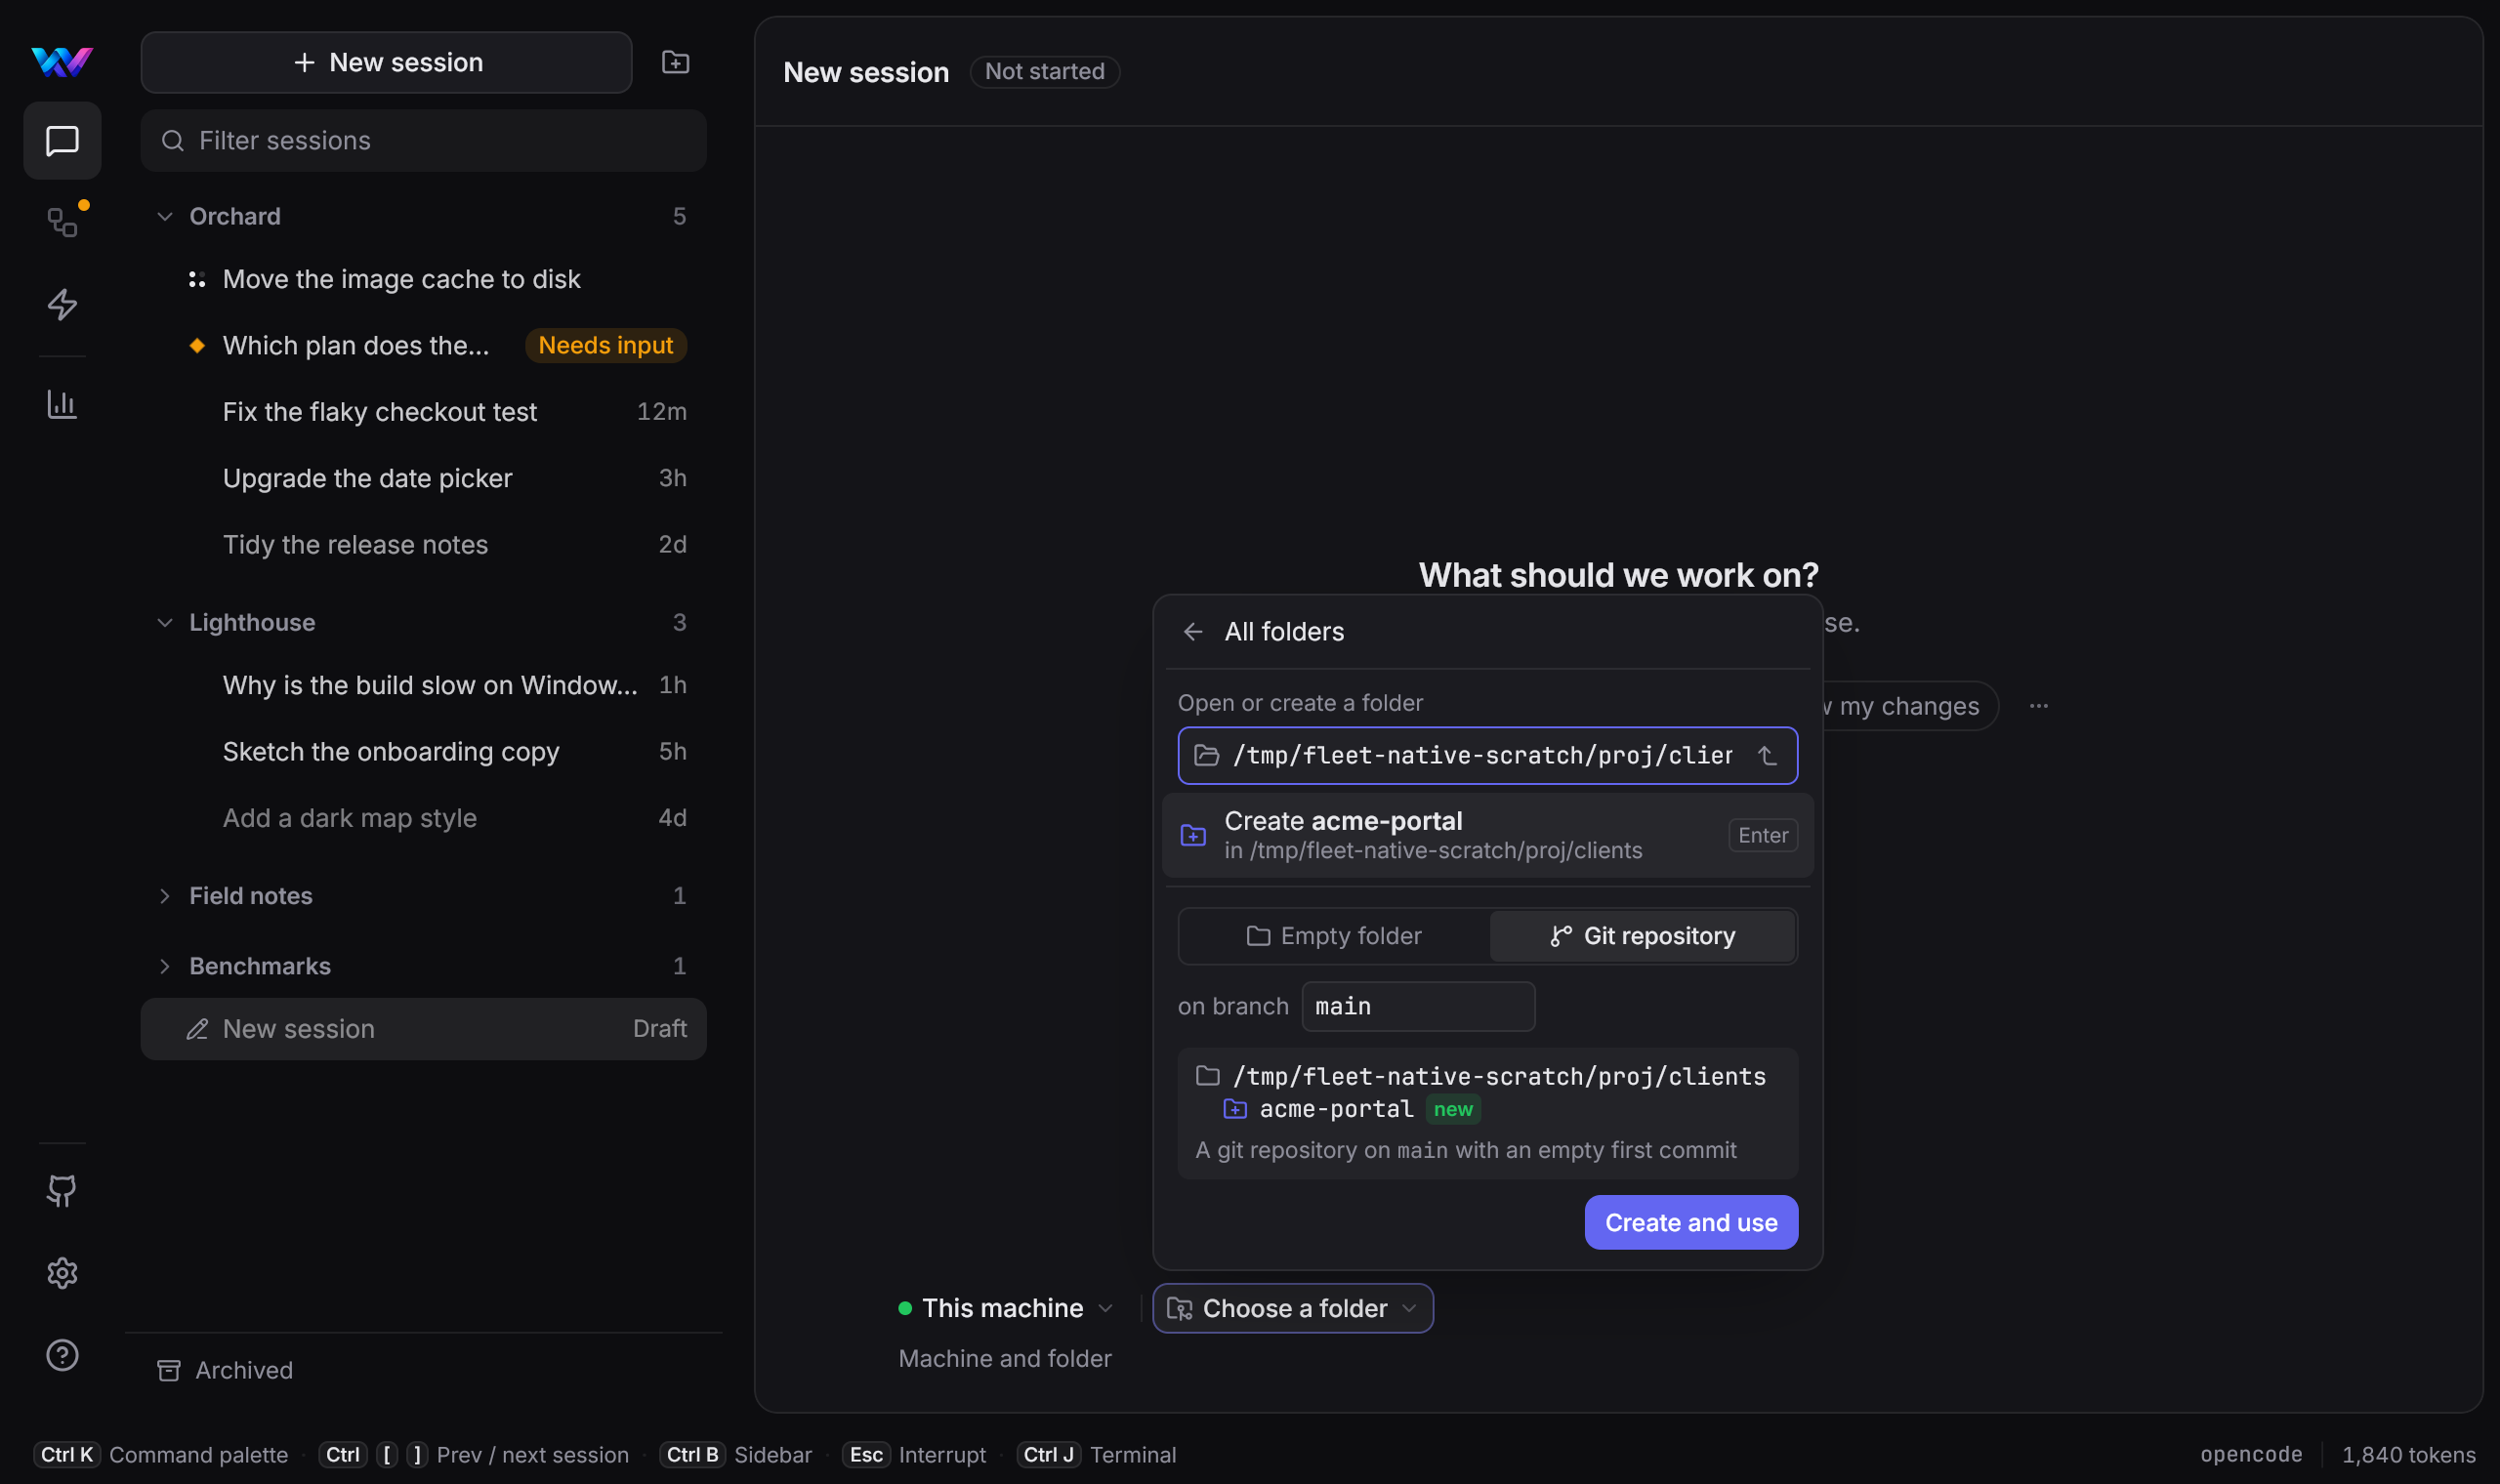 New session
Filter sessions
Orchard 5
Move the image cache to disk
Which plan does the... Needs input
Fix the flaky checkout test 12m
Upgrade the date picker 3h
Tidy the release notes 2d
Lighthouse 3
Why is the build slow on Window... 1h
Sketch the onboarding copy 5h
Add a dark map style 4d
Field notes 1
Benchmarks 1
New session Draft
Archived
New session Not started
What should we work on?
se.
my changes ...
All folders
Open or create a folder
/tmp/fleet-native-scratch/proj/clier
Create acme-portal
in /tmp/fleet-native-scratch/proj/clients
Enter
Empty folder Git repository
on branch main
/tmp/fleet-native-scratch/proj/clients
acme-portal new
A git repository on main with an empty first commit
Create and use
This machine Choose a folder
Machine and folder
Ctrl K Command palette · Ctrl [ ] Prev / next session · Ctrl B Sidebar · Esc Interrupt · Ctrl J Terminal
opencode 1,840 tokens